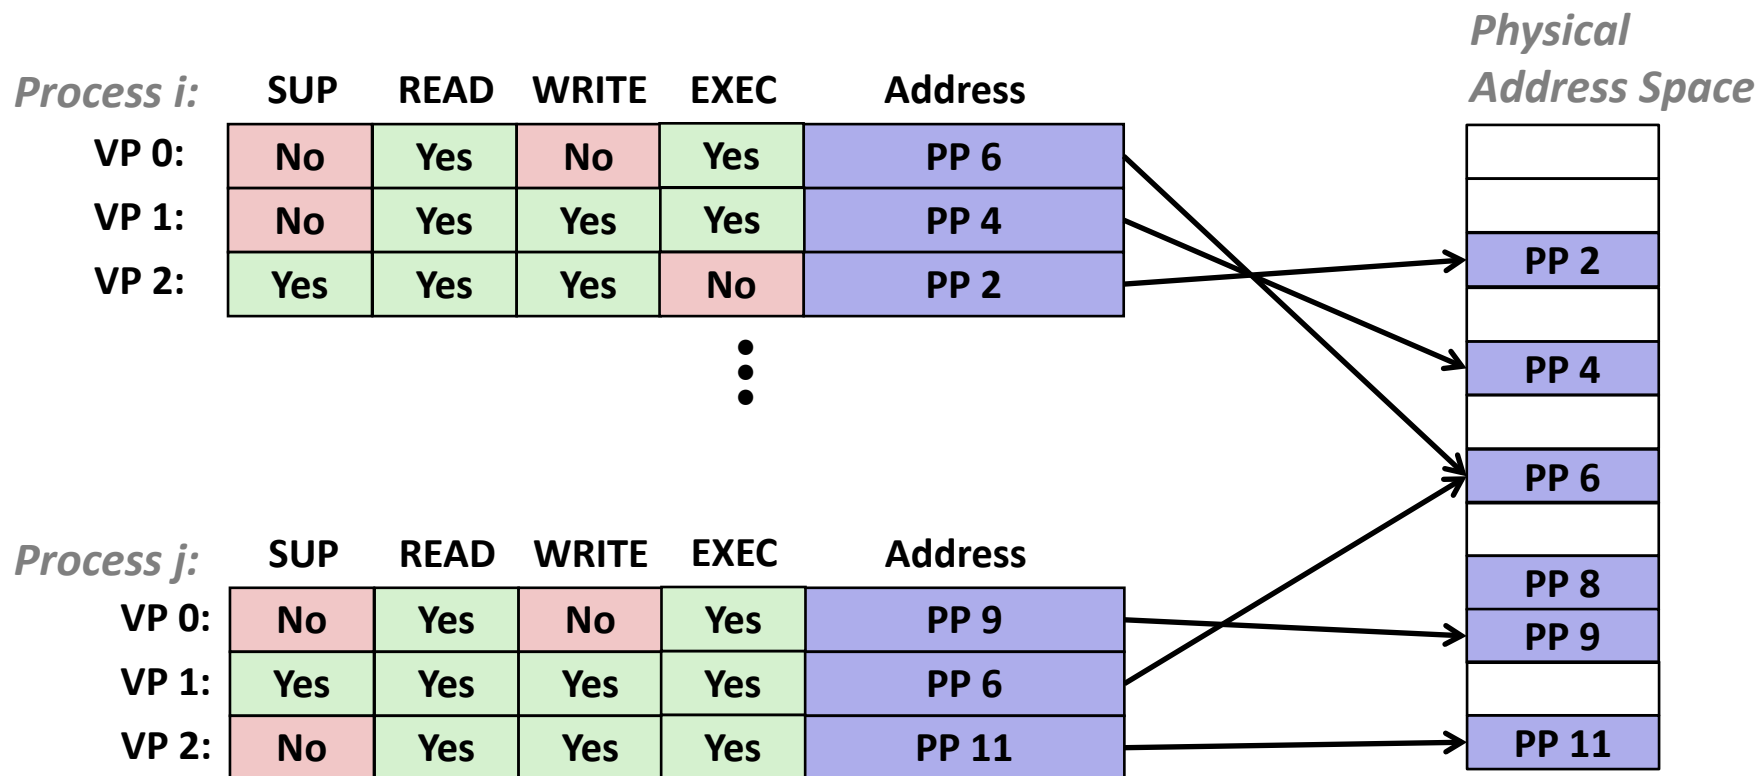 Physical
Address Space
Process i: SUP READ WRITE EXEC Address
VP 0: No Yes No Yes PP 6
VP 1: No Yes Yes Yes PP 4
VP 2: Yes Yes Yes No PP 2
PP 2
PP 4
PP 6
PP 8
PP 9
PP 11
Process j: SUP READ WRITE EXEC Address
VP 0: No Yes No Yes PP 9
VP 1: Yes Yes Yes Yes PP 6
VP 2: No Yes Yes Yes PP 11